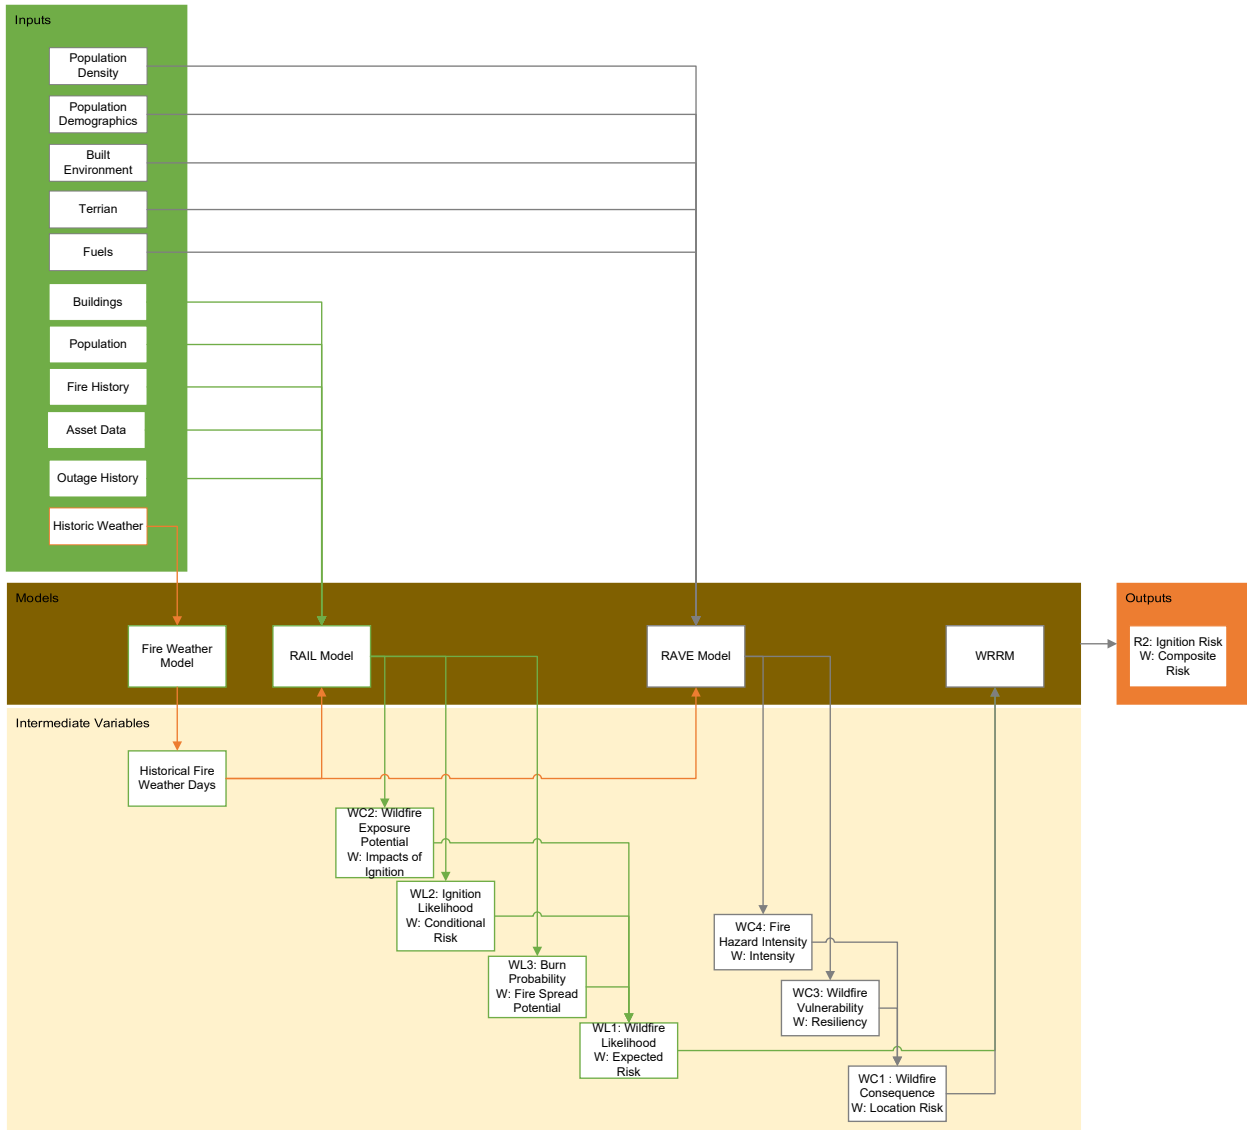 Inputs
Population
Density
Population
Demographics
Built
Environment
Terrian
Fuels
Buildings
Population
Fire History
Asset Data
Outage History
Historic Weather
Models
Fire Weather
Model
RAIL Model
RAVE Model
WRRM
Outputs
R2: Ignition Risk
W: Composite
Risk
Intermediate Variables
Historical Fire
Weather Days
WC2: Wildfire
Exposure
Potential
W: Impacts of
Ignition
WL2: Ignition
Likelihood
W: Conditional
Risk
WL3: Burn
Probability
W: Fire Spread
Potential
WL1: Wildfire
Likelihood
W: Expected
Risk
WC4: Fire
Hazard Intensity
W: Intensity
WC3: Wildfire
Vulnerability
W: Resiliency
WC1 : Wildfire
Consequence
W: Location Risk